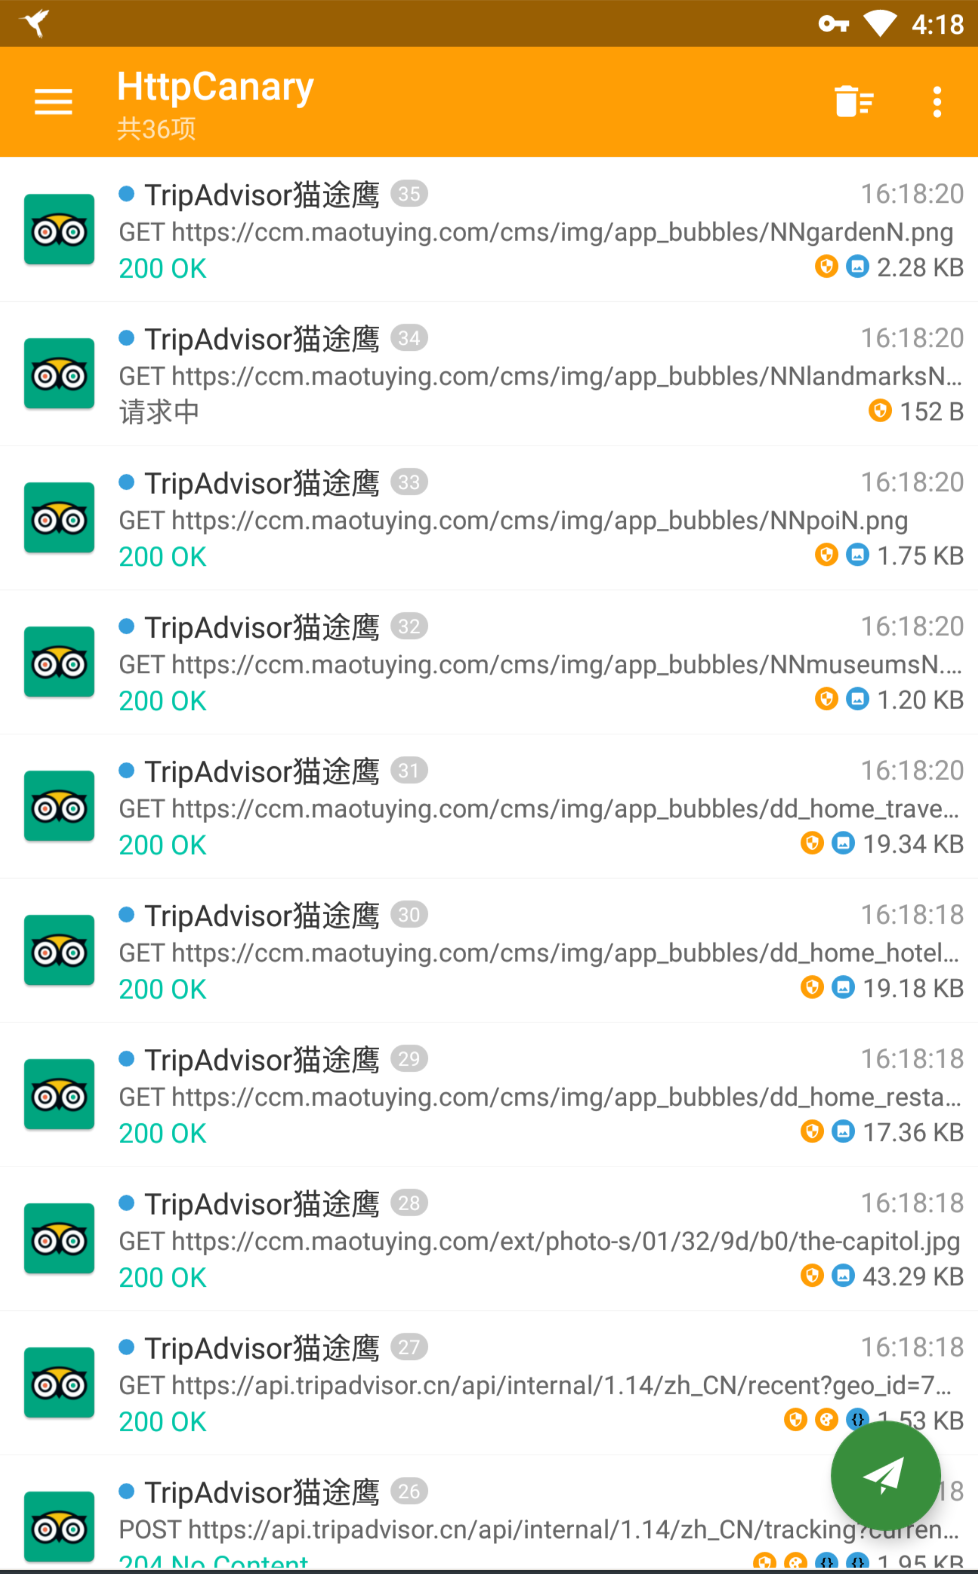 4:18
HttpCanary
共36项
TripAdvisor猫途鹰 35 16:18:20
GET https://ccm.maotuying.com/cms/img/app_bubbles/NNgardenN.png
200 OK 2.28 KB
TripAdvisor猫途鹰 34 16:18:20
GET https://ccm.maotuying.com/cms/img/app_bubbles/NNlandmarksN...
请求中 152 B
TripAdvisor猫途鹰 33 16:18:20
GET https://ccm.maotuying.com/cms/img/app_bubbles/NNpoiN.png
200 OK 1.75 KB
TripAdvisor猫途鹰 32 16:18:20
GET https://ccm.maotuying.com/cms/img/app_bubbles/NNmuseumsN....
200 OK 1.20 KB
TripAdvisor猫途鹰 31 16:18:20
GET https://ccm.maotuying.com/cms/img/app_bubbles/dd_home_trave...
200 OK 19.34 KB
TripAdvisor猫途鹰 30 16:18:18
GET https://ccm.maotuying.com/cms/img/app_bubbles/dd_home_hotel...
200 OK 19.18 KB
TripAdvisor猫途鹰 29 16:18:18
GET https://ccm.maotuying.com/cms/img/app_bubbles/dd_home_resta...
200 OK 17.36 KB
TripAdvisor猫途鹰 28 16:18:18
GET https://ccm.maotuying.com/ext/photo-s/01/32/9d/b0/the-capitol.jpg
200 OK 43.29 KB
TripAdvisor猫途鹰 27 16:18:18
GET https://api.tripadvisor.cn/api/internal/1.14/zh_CN/recent?geo_id=7...
200 OK 1.53 KB
TripAdvisor猫途鹰 26 18
POST https://api.tripadvisor.cn/api/internal/1.14/zh_CN/tracking?curren...
204 No Content 1.95 KB